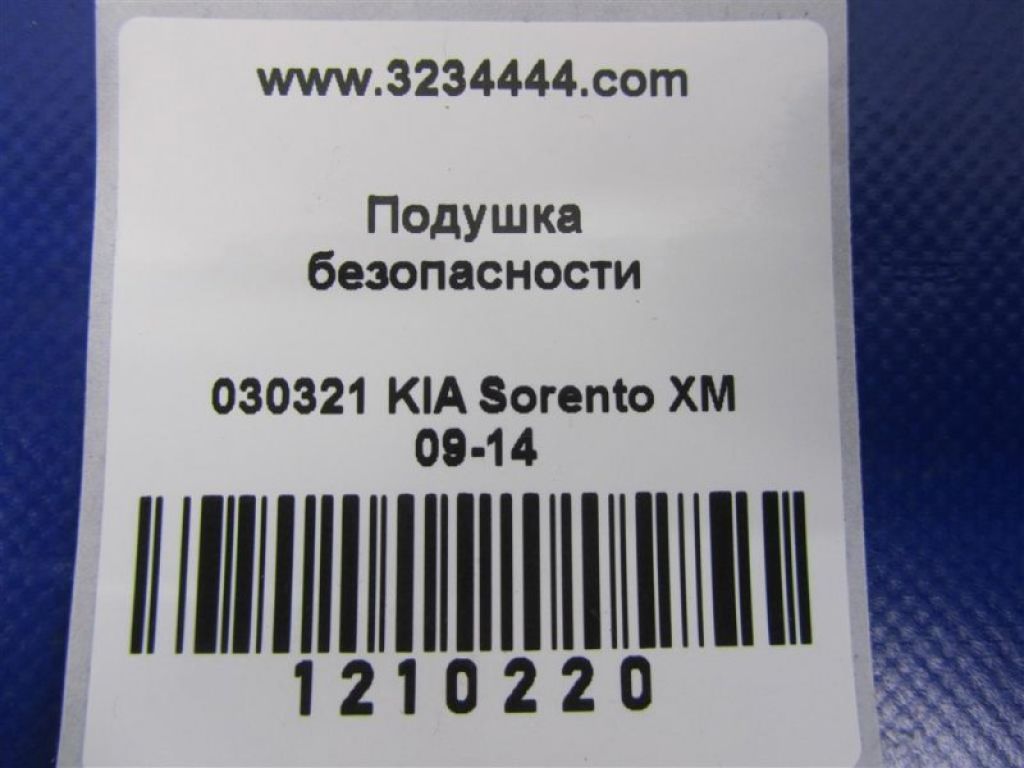 www.3234444.com
Подушка
безопасности
030321 KIA Sorento XM
09-14
1210220